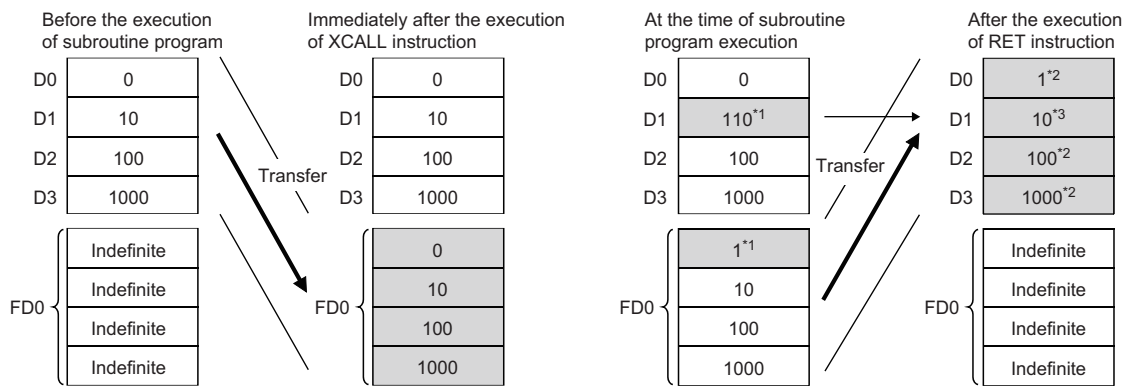 Before the execution
of subroutine program
Immediately after the execution
of XCALL instruction
At the time of subroutine
program execution
After the execution
of RET instruction
D0 0 D0 0 D0 0 D0 1*2
D1 10 D1 10 D1 110*1 D1 10*3
D2 100 D2 100 D2 100 D2 100*2
Transfer Transfer
D3 1000 D3 1000 D3 1000 D3 1000*2
Indefinite 0 1*1 Indefinite
Indefinite 10 10 Indefinite
FD0 FD0 FD0 FD0
Indefinite 100 100 Indefinite
Indefinite 1000 1000 Indefinite